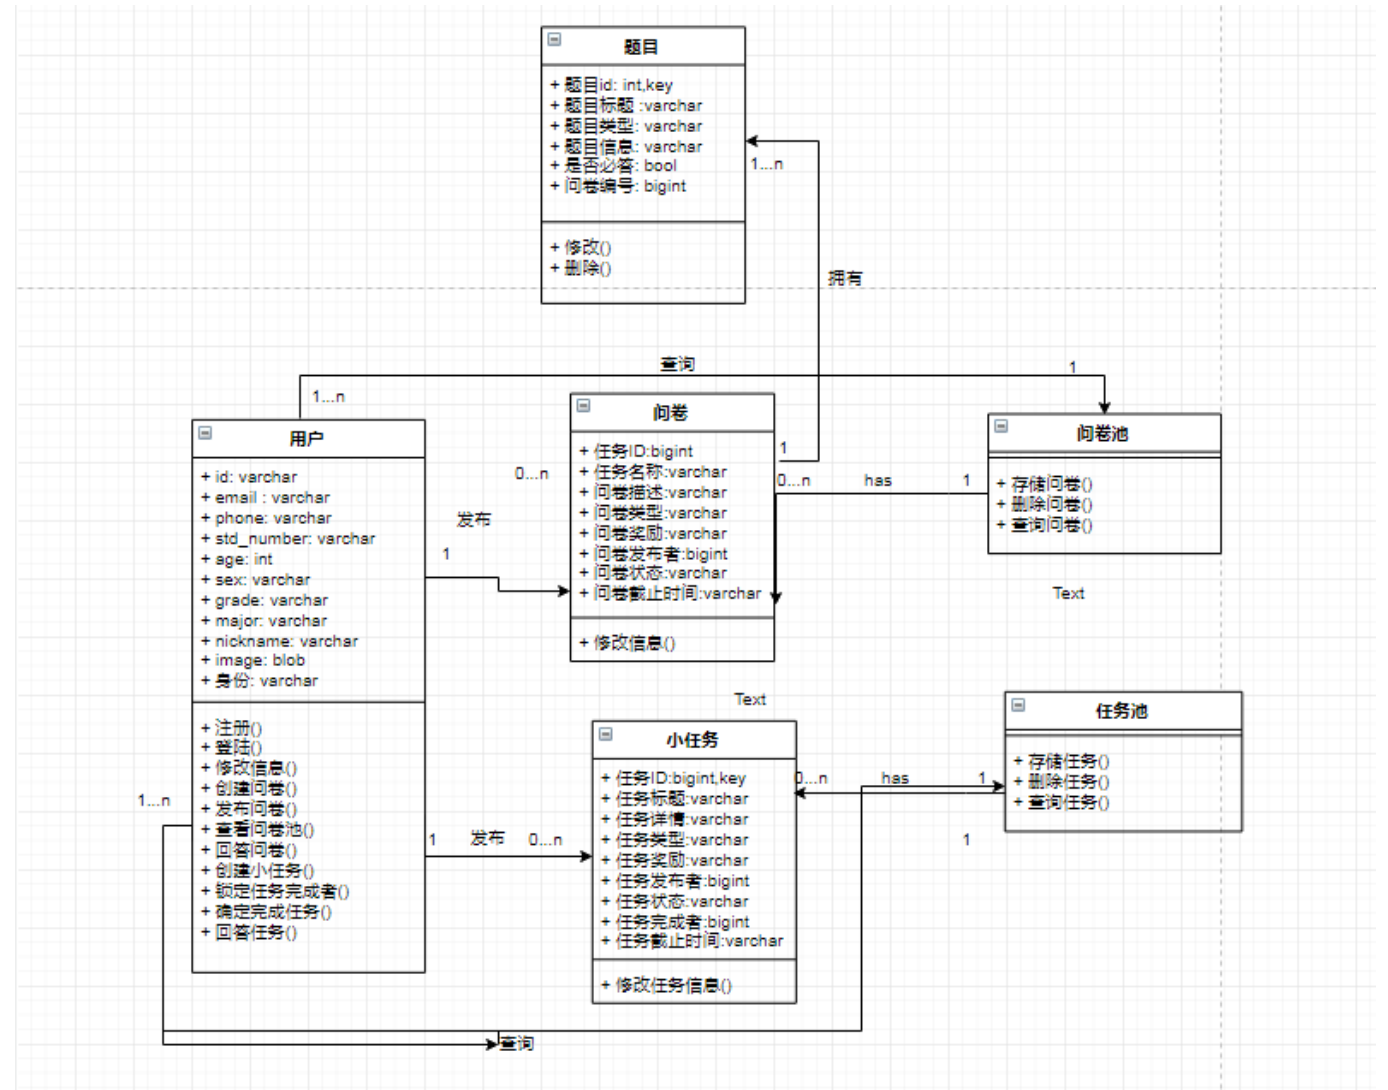 题目
+ 题目id: int,key
+ 题目标题 :varchar
+ 题目类型: varchar
+ 题目信息: varchar
+ 是否必答: bool
+ 问卷编号: bigint
+ 修改()
+ 删除()
1...n
拥有
查询
1
1...n
用户
+ id: varchar
+ email : varchar
+ phone: varchar
+ std_number: varchar
+ age: int
+ sex: varchar
+ grade: varchar
+ major: varchar
+ nickname: varchar
+ image: blob
+ 身份: varchar
+ 注册()
+ 登陆()
+ 修改信息()
+ 创建问卷()
+ 发布问卷()
+ 查看问卷池()
+ 回答问卷()
+ 创建小任务()
+ 锁定任务完成者()
+ 确定完成任务()
+ 回答任务()
0...n
发布
1
问卷
+ 任务ID:bigint
+ 任务名称:varchar
+ 问卷描述:varchar
+ 问卷类型:varchar
+ 问卷奖励:varchar
+ 问卷发布者:bigint
+ 问卷状态:varchar
+ 问卷截止时间:varchar
+ 修改信息()
1
0...n
has
1
问卷池
+ 存储问卷()
+ 删除问卷()
+ 查询问卷()
Text
Text
1...n
1
发布
0...n
小任务
+ 任务ID:bigint,key
+ 任务标题:varchar
+ 任务详情:varchar
+ 任务类型:varchar
+ 任务奖励:varchar
+ 任务发布者:bigint
+ 任务状态:varchar
+ 任务完成者:bigint
+ 任务截止时间:varchar
+ 修改任务信息()
0...n
has
1
任务池
+ 存储任务()
+ 删除任务()
+ 查询任务()
1
查询